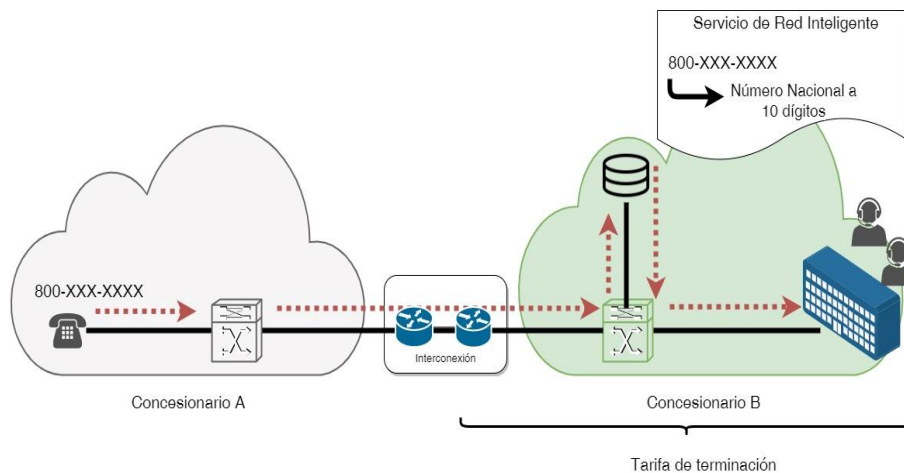 Servicio de Red Inteligente
800-XXX-XXXX
Número Nacional a
10 dígitos
800-XXX-XXXX
Interconexión
Concesionario A
Concesionario B
Tarifa de terminación